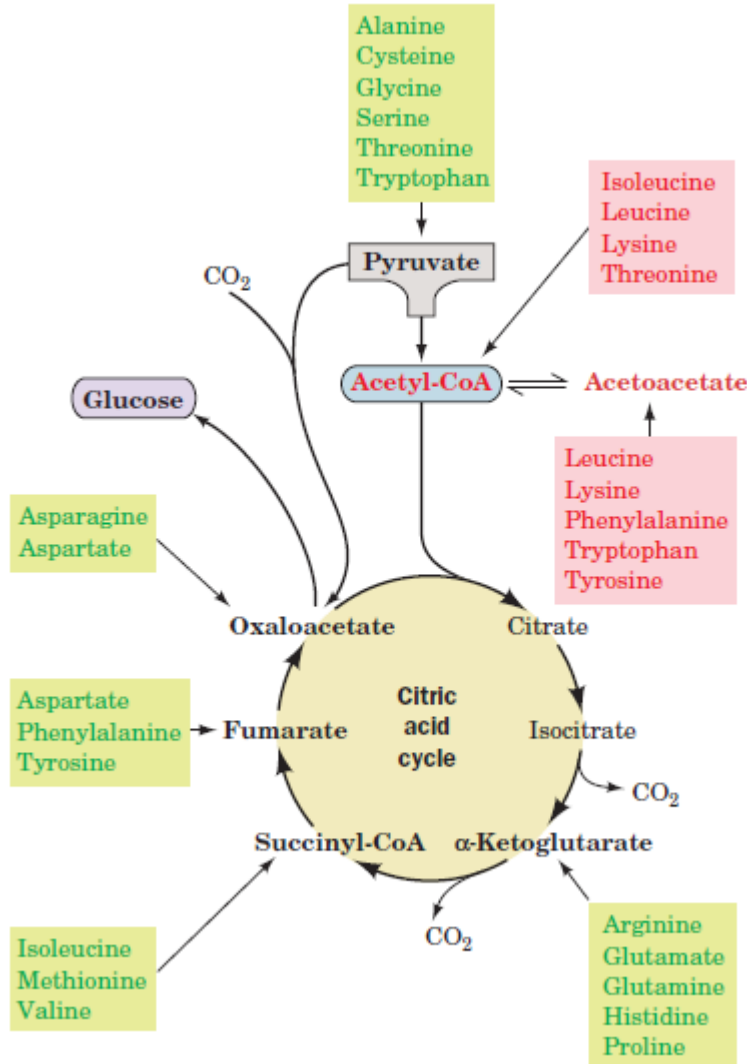 Alanine
Cysteine
Glycine
Serine
Threonine
Tryptophan
Isoleucine
Leucine
Lysine
Threonine
Pyruvate
CO₂
Acetyl-CoA
Acetoacetate
Glucose
Leucine
Lysine
Phenylalanine
Tryptophan
Tyrosine
Asparagine
Aspartate
Oxaloacetate
Citrate
Aspartate
Phenylalanine
Tyrosine
Fumarate
Citric
acid
cycle
Isocitrate
CO₂
Succinyl-CoA
α-Ketoglutarate
CO₂
Isoleucine
Methionine
Valine
Arginine
Glutamate
Glutamine
Histidine
Proline